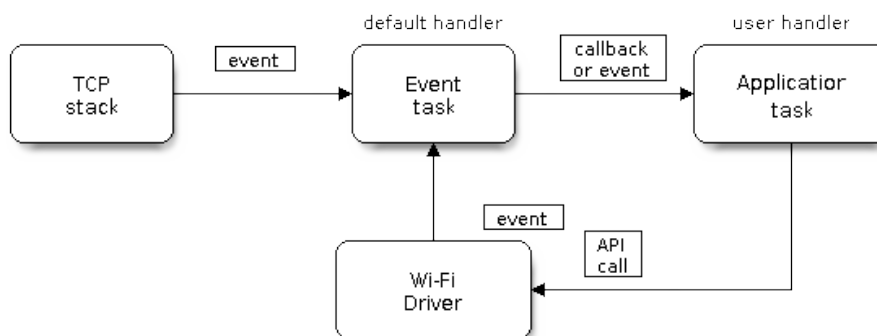 default handler
user handler
TCP
stack
event
Event
task
callback
or event
Application
task
event
API
call
Wi-Fi
Driver